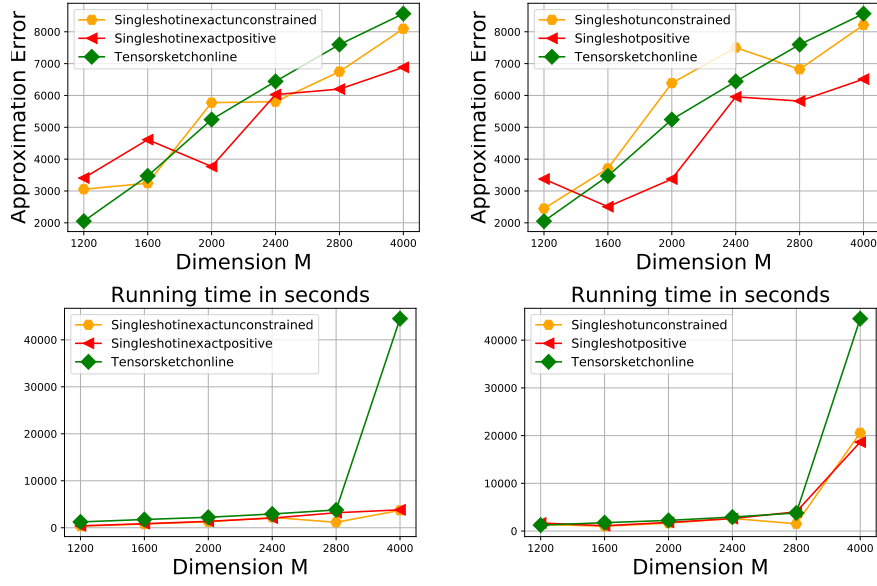 Approximation Error
8000
7000
6000
5000
4000
3000
2000
Singleshotinexactunconstrained
Singleshotinexactpositive
Tensorsketchonline
1200 1600 2000 2400 2800 4000
Dimension M
Approximation Error
8000
7000
6000
5000
4000
3000
2000
Singleshotunconstrained
Singleshotpositive
Tensorsketchonline
1200 1600 2000 2400 2800 4000
Dimension M
Running time in seconds
40000
30000
20000
10000
0
Singleshotinexactunconstrained
Singleshotinexactpositive
Tensorsketchonline
1200 1600 2000 2400 2800 4000
Dimension M
Running time in seconds
40000
30000
20000
10000
0
Singleshotunconstrained
Singleshotpositive
Tensorsketchonline
1200 1600 2000 2400 2800 4000
Dimension M